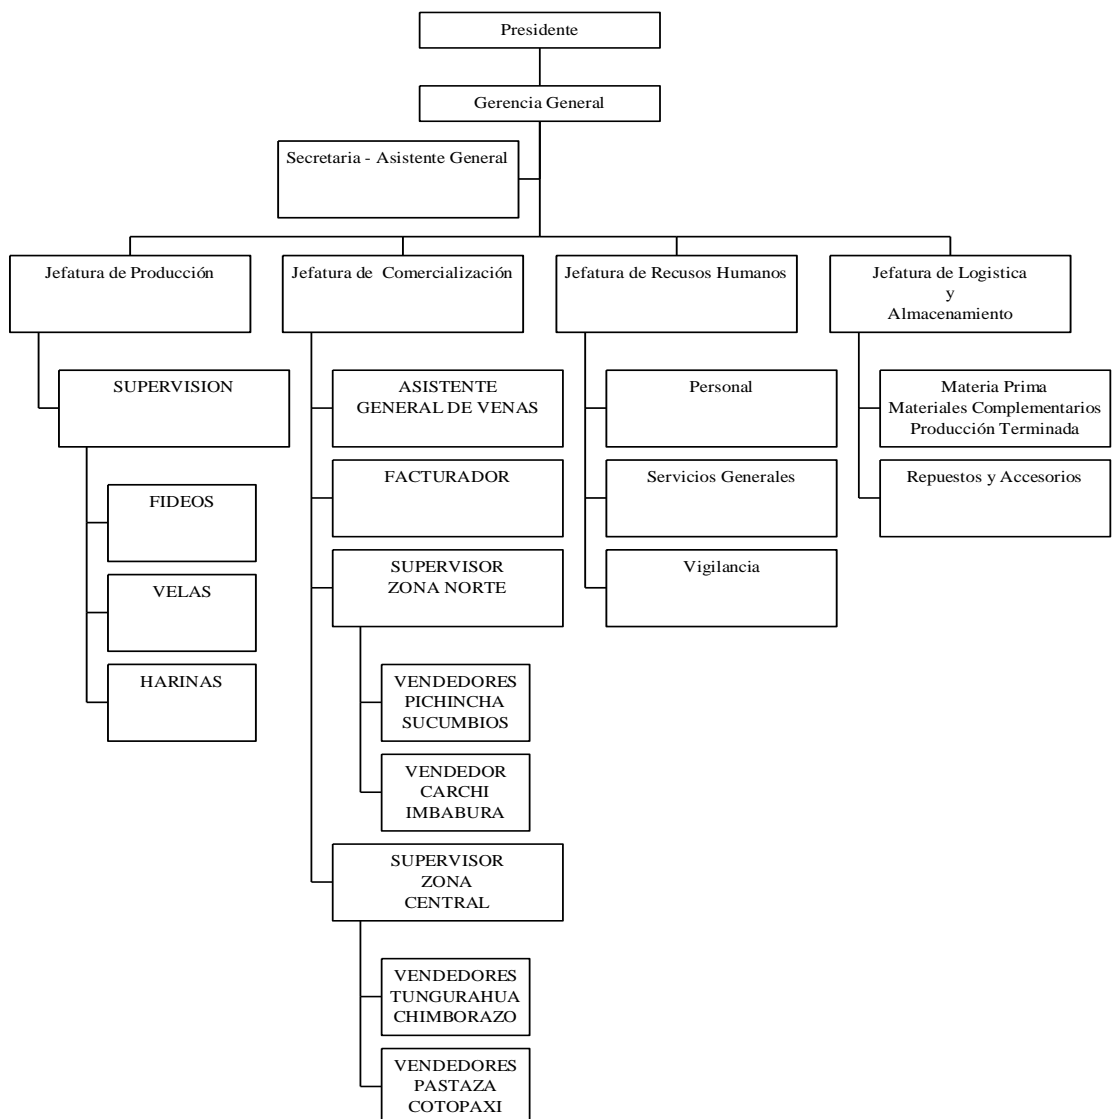 Presidente
Gerencia General
Secretaria - Asistente General
Jefatura de Producción
SUPERVISION
FIDEOS
VELAS
HARINAS
Jefatura de  Comercialización
ASISTENTE
GENERAL DE VENAS
FACTURADOR
SUPERVISOR
ZONA NORTE
VENDEDORES
PICHINCHA
SUCUMBIOS
VENDEDOR
CARCHI
IMBABURA
SUPERVISOR
ZONA
CENTRAL
VENDEDORES
TUNGURAHUA
CHIMBORAZO
VENDEDORES
PASTAZA
COTOPAXI
Jefatura de Recusos Humanos
Personal
Servicios Generales
Vigilancia
Jefatura de Logistica
y
Almacenamiento
Materia Prima
Materiales Complementarios
Producción Terminada
Repuestos y Accesorios